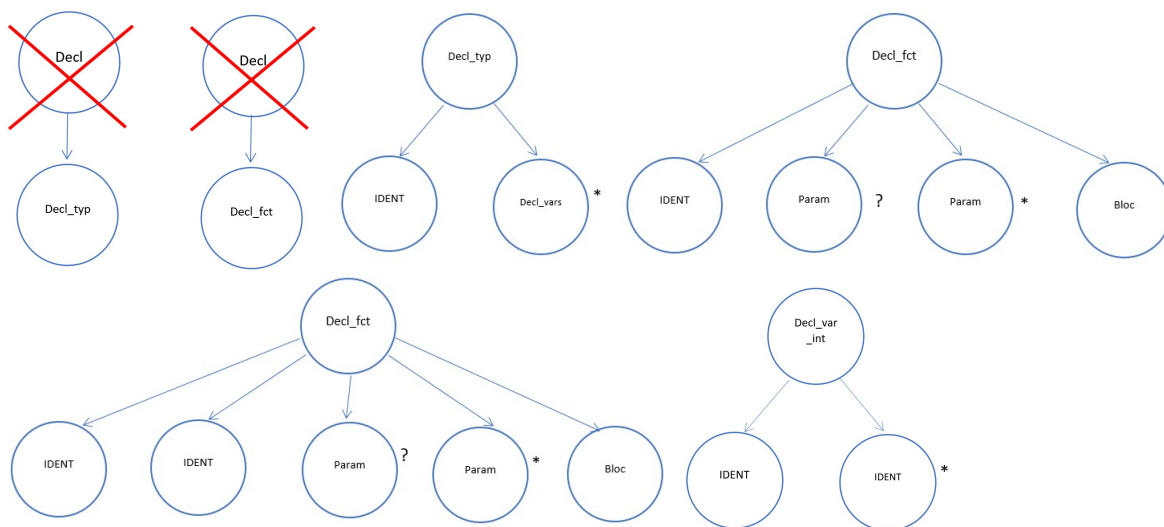 Decl
Decl
Decl_typ
Decl_fct
Decl_typ
Decl_fct
IDENT
Decl_vars
*
IDENT
Param
?
Param
*
Bloc
Decl_fct
Decl_var
_int
IDENT
IDENT
Param
?
Param
*
Bloc
IDENT
IDENT
*